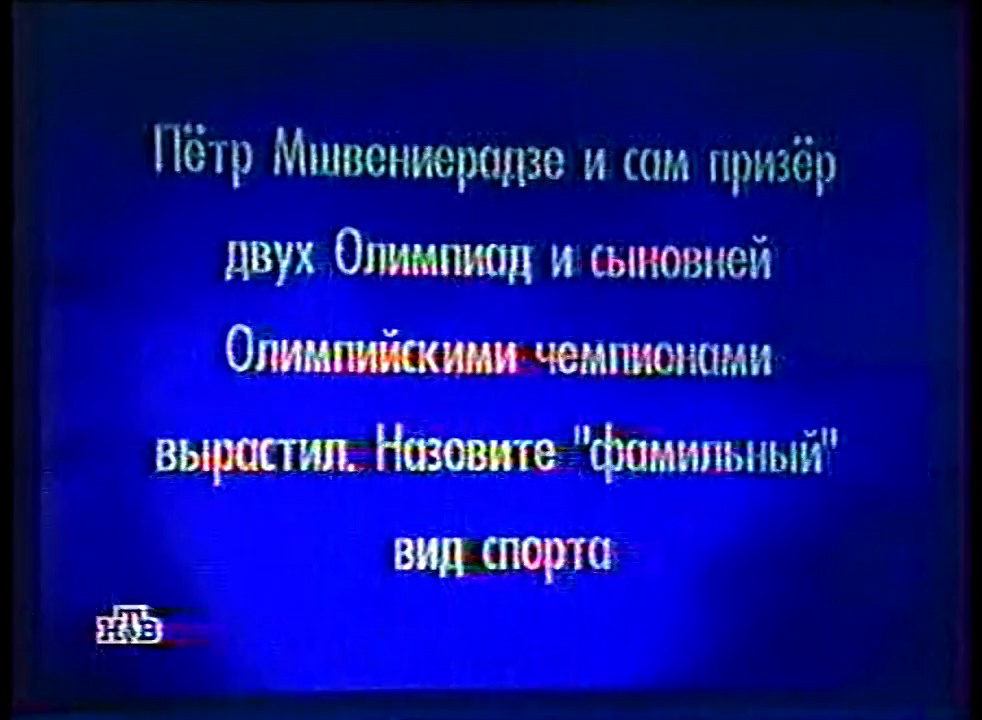 Пётр Мшвениерадзе и сам призёр
двух Олимпиад и сыновней
Олимпийскими чемпионами
вырастил. Назовите "фамильный"
вид спорта
НТВ